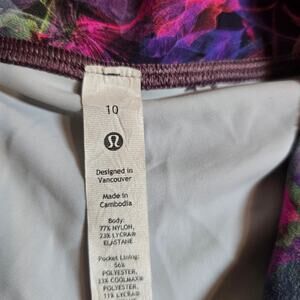 10
Designed in
Vancouver
Made in
Cambodia
Body:
77% NYLON,
23% LYCRA®
ELASTANE
Pocket Lining:
56%
POLYESTER,
33% COOLMAX®
POLYESTER,
11% LYCRA®